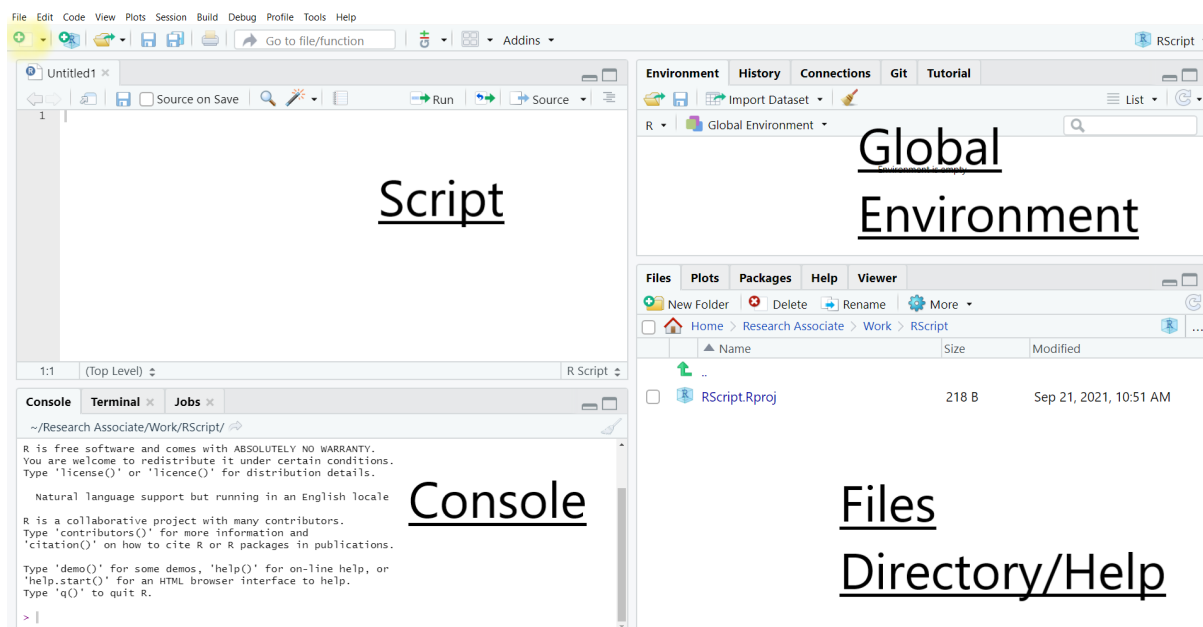 File Edit Code View Plots Session Build Debug Profile Tools Help
Go to file/function Addins RScript
Untitled1
Source on Save Run Source
1
Script
1:1 (Top Level) R Script
Console Terminal Jobs
~/Research Associate/Work/RScript/
R is free software and comes with ABSOLUTELY NO WARRANTY.
You are welcome to redistribute it under certain conditions.
Type 'license()' or 'licence()' for distribution details.
Natural language support but running in an English locale
R is a collaborative project with many contributors.
Type 'contributors()' for more information and
'citation()' on how to cite R or R packages in publications.
Type 'demo()' for some demos, 'help()' for on-line help, or
'help.start()' for an HTML browser interface to help.
Type 'q()' to quit R.
>
Console
Environment History Connections Git Tutorial
Import Dataset List
R Global Environment
Environment is empty
Global
Environment
Files Plots Packages Help Viewer
New Folder Delete Rename More
Home > Research Associate > Work > RScript ...
Name Size Modified
..
RScript.Rproj 218 B Sep 21, 2021, 10:51 AM
Files
Directory/Help